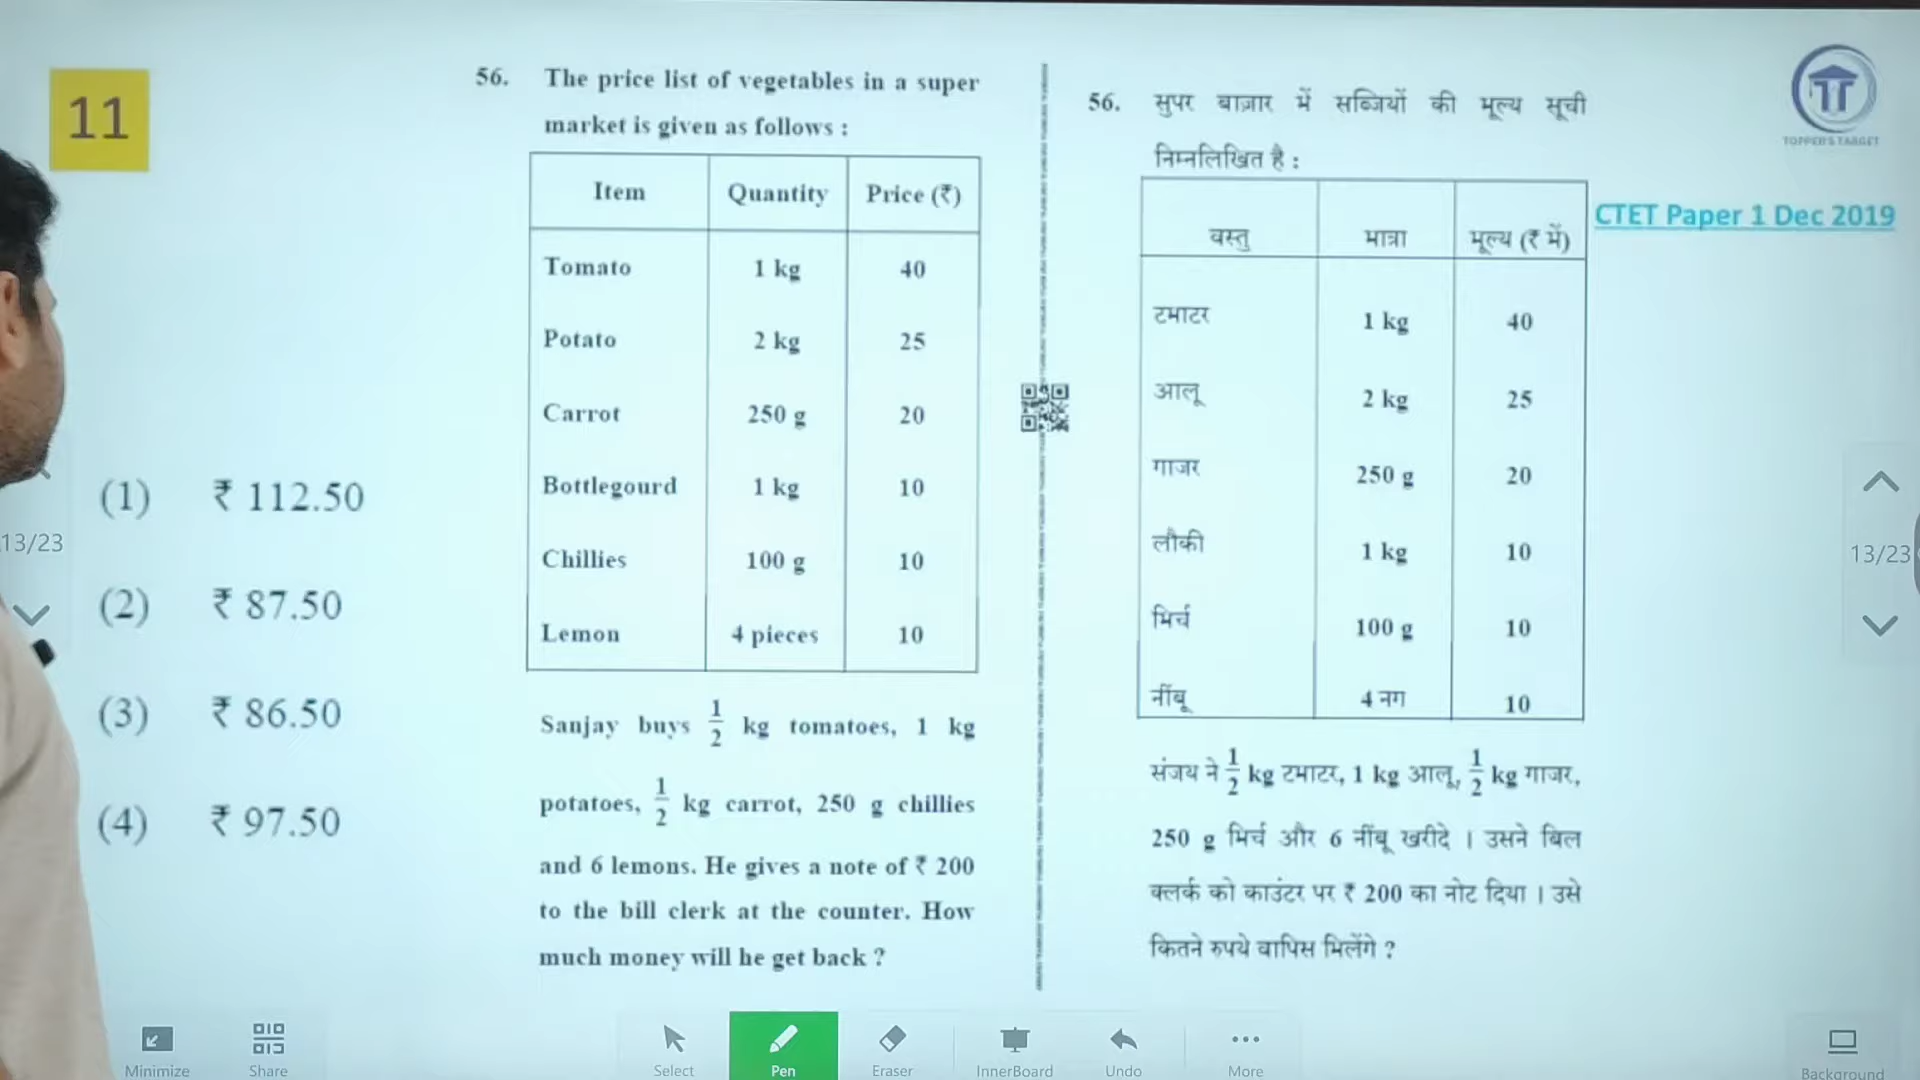 11
56. The price list of vegetables in a super
market is given as follows :
Item Quantity Price (₹)
Tomato 1 kg 40
Potato 2 kg 25
Carrot 250 g 20
Bottlegourd 1 kg 10
Chillies 100 g 10
Lemon 4 pieces 10
Sanjay buys 1/2 kg tomatoes, 1 kg
potatoes, 1/2 kg carrot, 250 g chillies
and 6 lemons. He gives a note of ₹ 200
to the bill clerk at the counter. How
much money will he get back ?
(1) ₹ 112.50
(2) ₹ 87.50
(3) ₹ 86.50
(4) ₹ 97.50
56. सुपर बाज़ार में सब्जियों की मूल्य सूची
निम्नलिखित है :
वस्तु मात्रा मूल्य (₹ में)
टमाटर 1 kg 40
आलू 2 kg 25
गाजर 250 g 20
लौकी 1 kg 10
मिर्च 100 g 10
नींबू 4 नग 10
संजय ने 1/2 kg टमाटर, 1 kg आलू, 1/2 kg गाजर,
250 g मिर्च और 6 नींबू खरीदे । उसने बिल
क्लर्क को काउंटर पर ₹ 200 का नोट दिया । उसे
कितने रुपये वापिस मिलेंगे ?
TOPPER'S TARGET
CTET Paper 1 Dec 2019
13/23
13/23
Minimize Share Select Pen Eraser InnerBoard Undo More Background